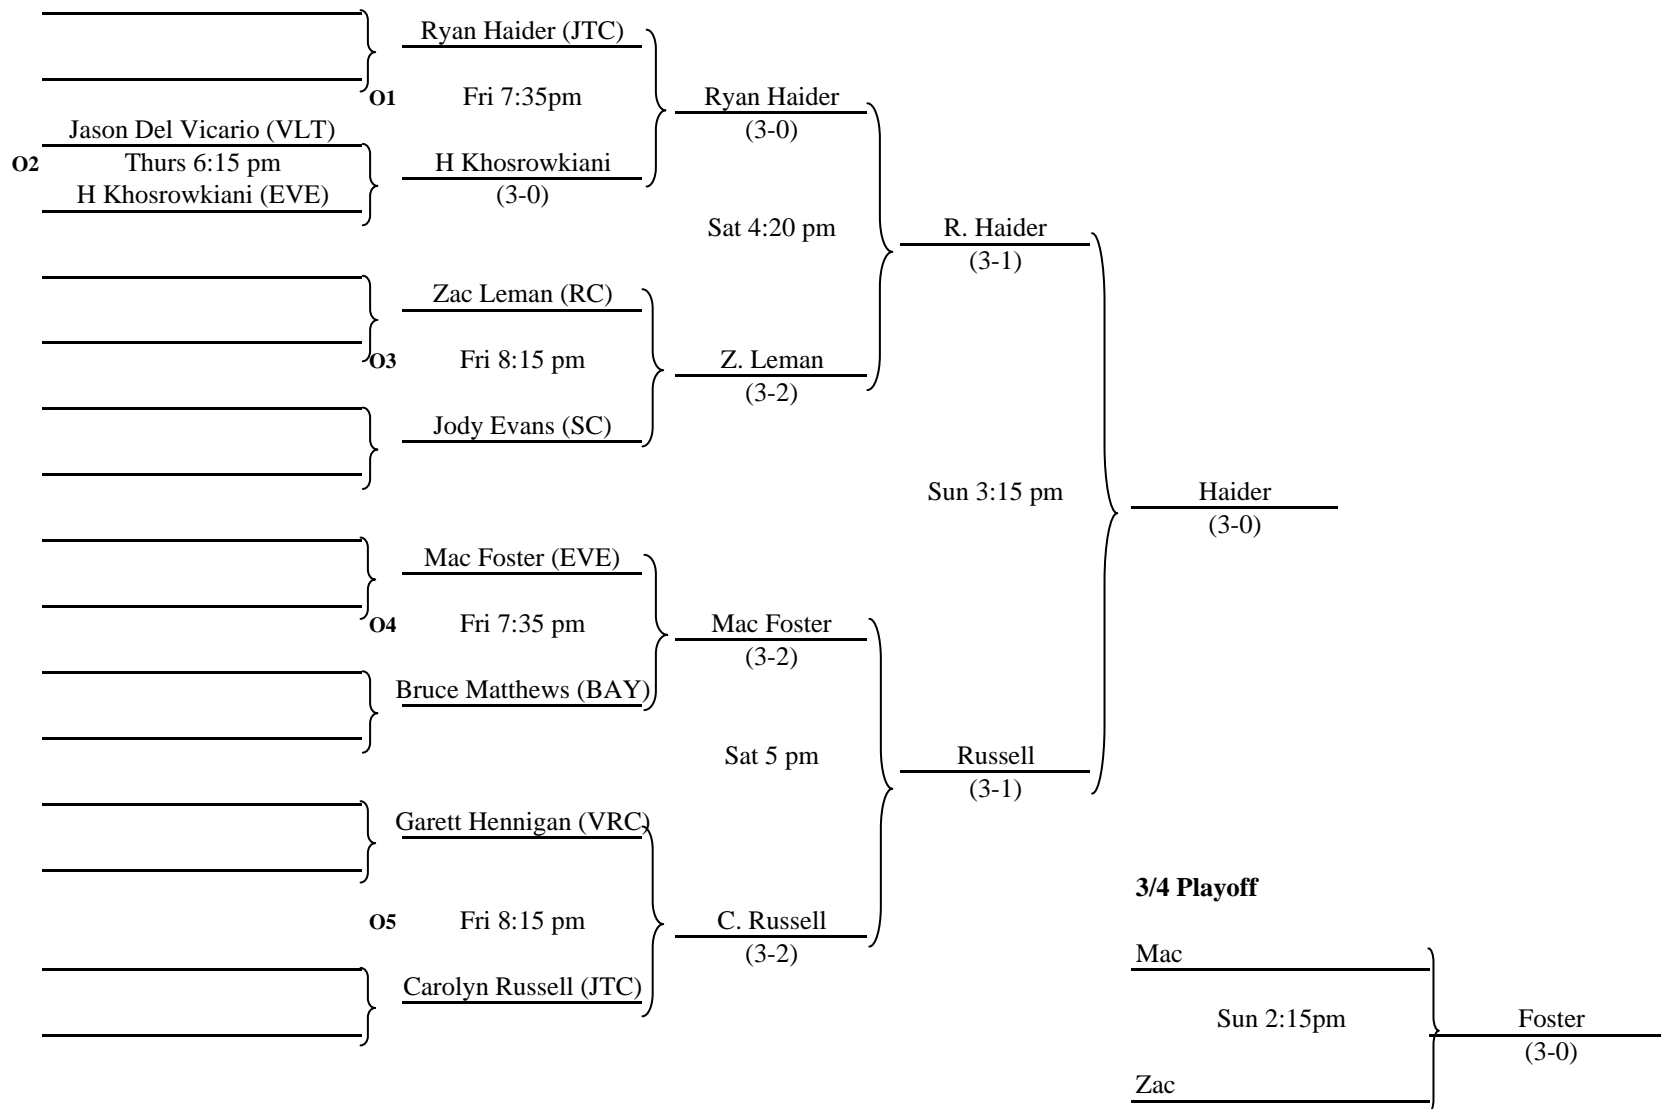 Ryan Haider (JTC)
O1
Fri 7:35pm
Ryan Haider
(3-0)
Jason Del Vicario (VLT)
O2
Thurs 6:15 pm
H Khosrowkiani
H Khosrowkiani (EVE)
(3-0)
Sat 4:20 pm
R. Haider
(3-1)
Zac Leman (RC)
O3
Fri 8:15 pm
Z. Leman
(3-2)
Jody Evans (SC)
Sun 3:15 pm
Haider
(3-0)
Mac Foster (EVE)
O4
Fri 7:35 pm
Mac Foster
(3-2)
Bruce Matthews (BAY)
Sat 5 pm
Russell
(3-1)
Garett Hennigan (VRC)
3/4 Playoff
O5
Fri 8:15 pm
C. Russell
(3-2)
Mac
Carolyn Russell (JTC)
Sun 2:15pm
Foster
(3-0)
Zac